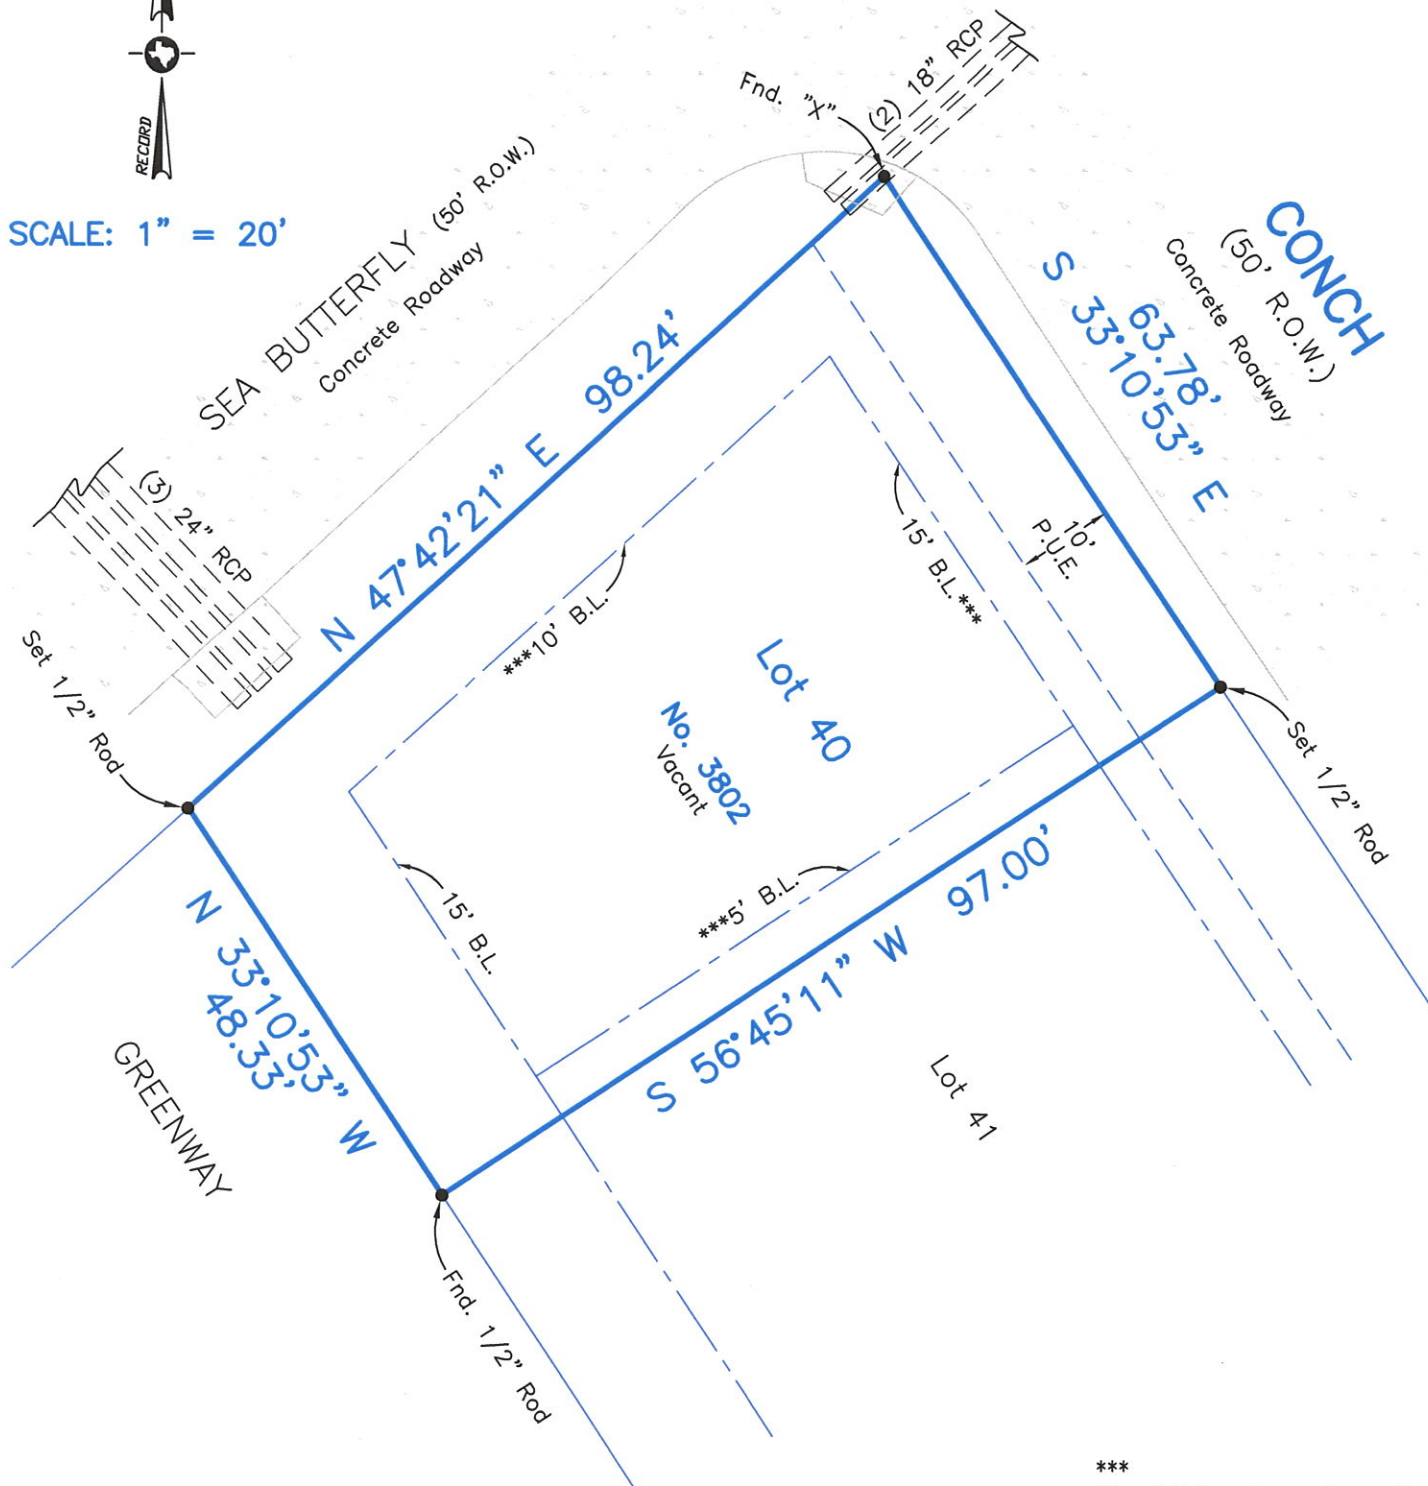 RECORD
SCALE: 1" = 20'
SEA BUTTERFLY (50' R.O.W.)
Concrete Roadway
Fnd. "X"
(2) 18" RCP
CONCH
(50' R.O.W.)
Concrete Roadway
63.78'
S 33°10'53" E
N 47°42'21" E 98.24'
(3) 24" RCP
Set 1/2" Rod
***10' B.L.
15' B.L.***
10'
P.U.E.
Lot 40
No. 3802
Vacant
Set 1/2" Rod
***5' B.L.
15' B.L.
S 56°45'11" W 97.00'
N 33°10'53" W
48.33'
GREENWAY
Lot 41
Fnd. 1/2" Rod
***